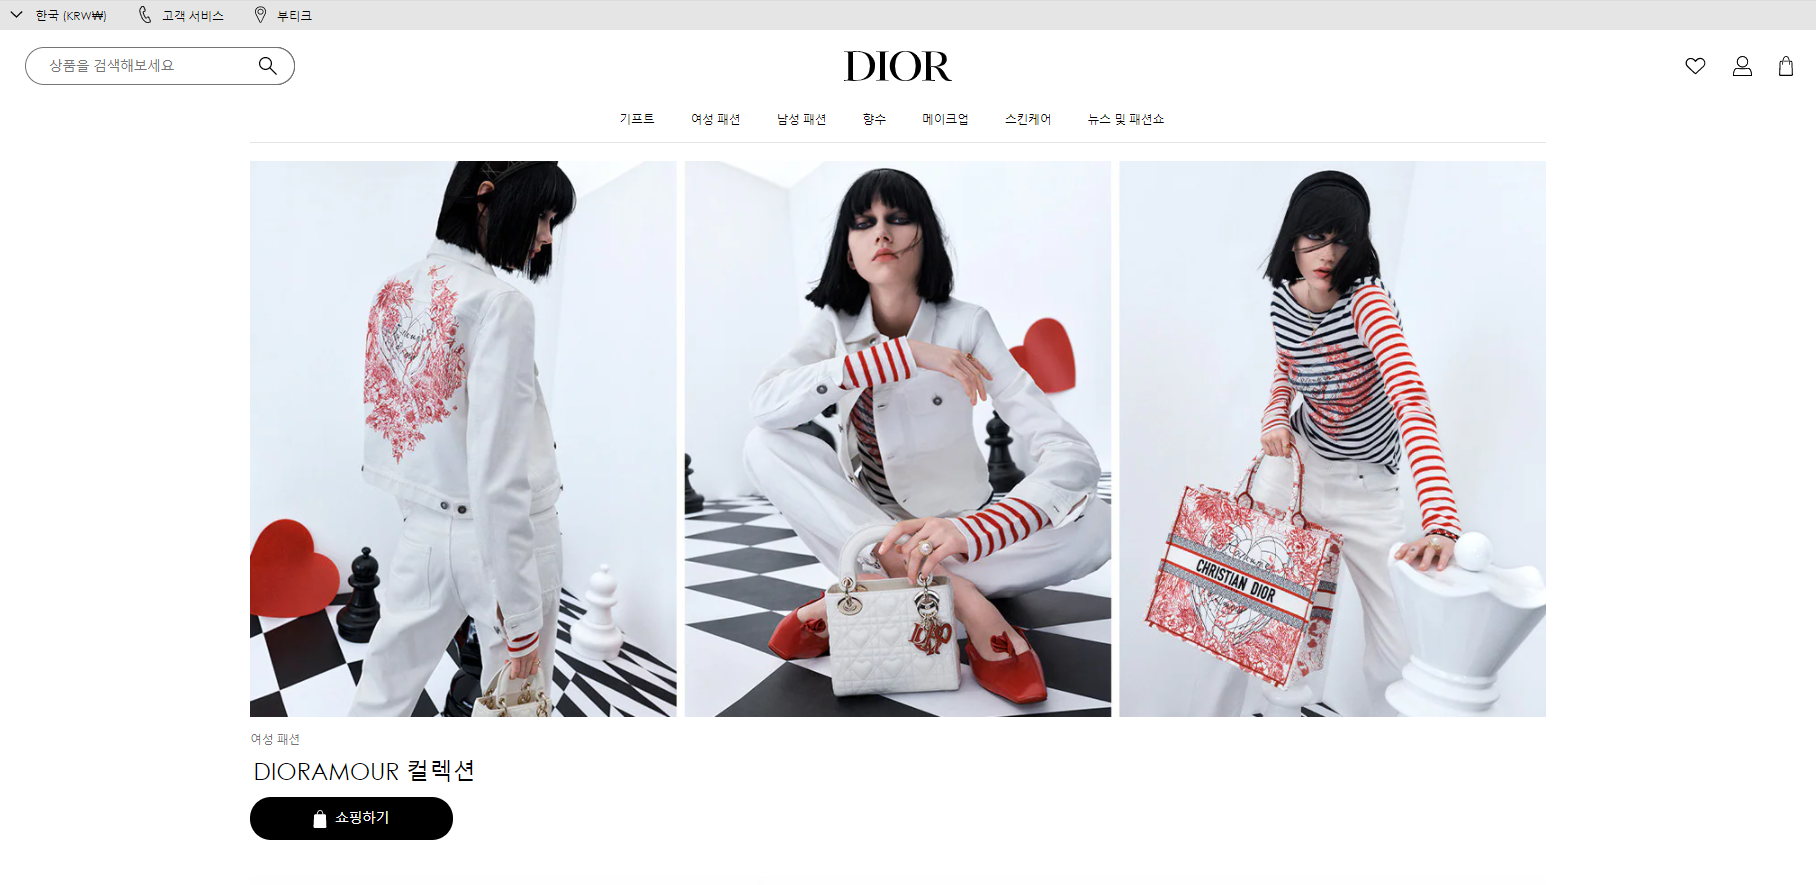 한국 (KRW₩) 고객 서비스 부티크
상품을 검색해보세요
DIOR
기프트 여성 패션 남성 패션 향수 메이크업 스킨케어 뉴스 및 패션쇼
CHRISTIAN DIOR
여성 패션
DIORAMOUR 컬렉션
쇼핑하기